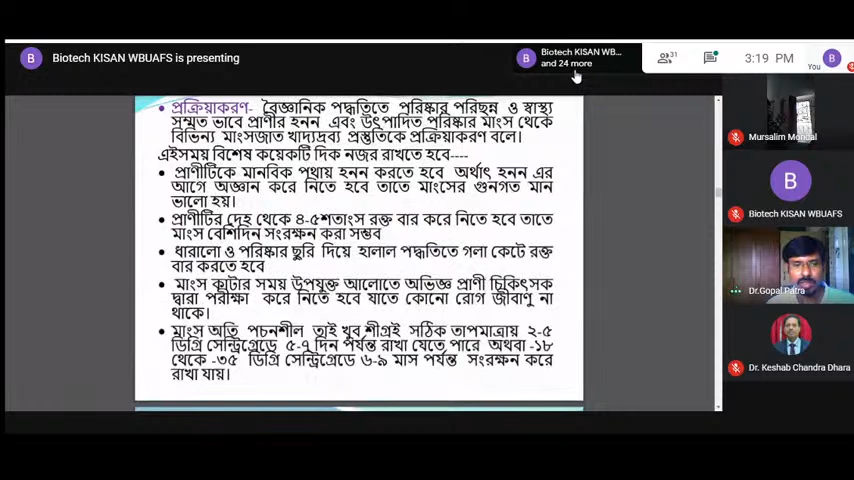 B Biotech KISAN WBUAFS is presenting
B Biotech KISAN WB...
and 24 more
31
3:19 PM
You
B
• প্রক্রিয়াকরণ- বৈজ্ঞানিক পদ্ধতিতে পরিষ্কার পরিছন্ন ও স্বাস্থ্য
সম্মত ভাবে প্রাণীর হনন এবং উৎপাদিত পরিষ্কার মাংস থেকে
বিভিন্য মাংসজাত খাদ্যদ্রব্য প্রস্তুতিকে প্রক্রিয়াকরণ বলে।
এইসময় বিশেষ কয়েকটি দিক নজর রাখতে হবে----
• প্রাণীটিকে মানবিক পথায় হনন করতে হবে অর্থাৎ হনন এর
আগে অজ্ঞান করে নিতে হবে তাতে মাংসের গুনগত মান
ভালো হয়।
• প্রাণীটির দেহ থেকে ৪-৫শতাংস রক্ত বার করে নিতে হবে তাতে
মাংস বেশিদিন সংরক্ষন করা সম্ভব
• ধারালো ও পরিষ্কার ছুরি দিয়ে হালাল পদ্ধতিতে গলা কেটে রক্ত
বার করতে হবে
• মাংস কাটার সময় উপযুক্ত আলোতে অভিজ্ঞ প্রাণী চিকিৎসক
দ্বারা পরীক্ষা করে নিতে হবে যাতে কোনো রোগ জীবাণু না
থাকে।
• মাংস অতি পচনশীল তাই খুব শীগ্রই সঠিক তাপমাত্রায় ২-৫
ডিগ্রি সেন্ট্রিগ্রেডে ৫-৭ দিন পর্যন্ত রাখা যেতে পারে অথবা -১৮
থেকে -৩৫ ডিগ্রি সেন্ট্রিগ্রেডে ৬-৯ মাস পর্যন্ত সংরক্ষন করে
রাখা যায়।
Mursalim Mondal
B
Biotech KISAN WBUAFS
Dr.Gopal Patra
Dr. Keshab Chandra Dhara